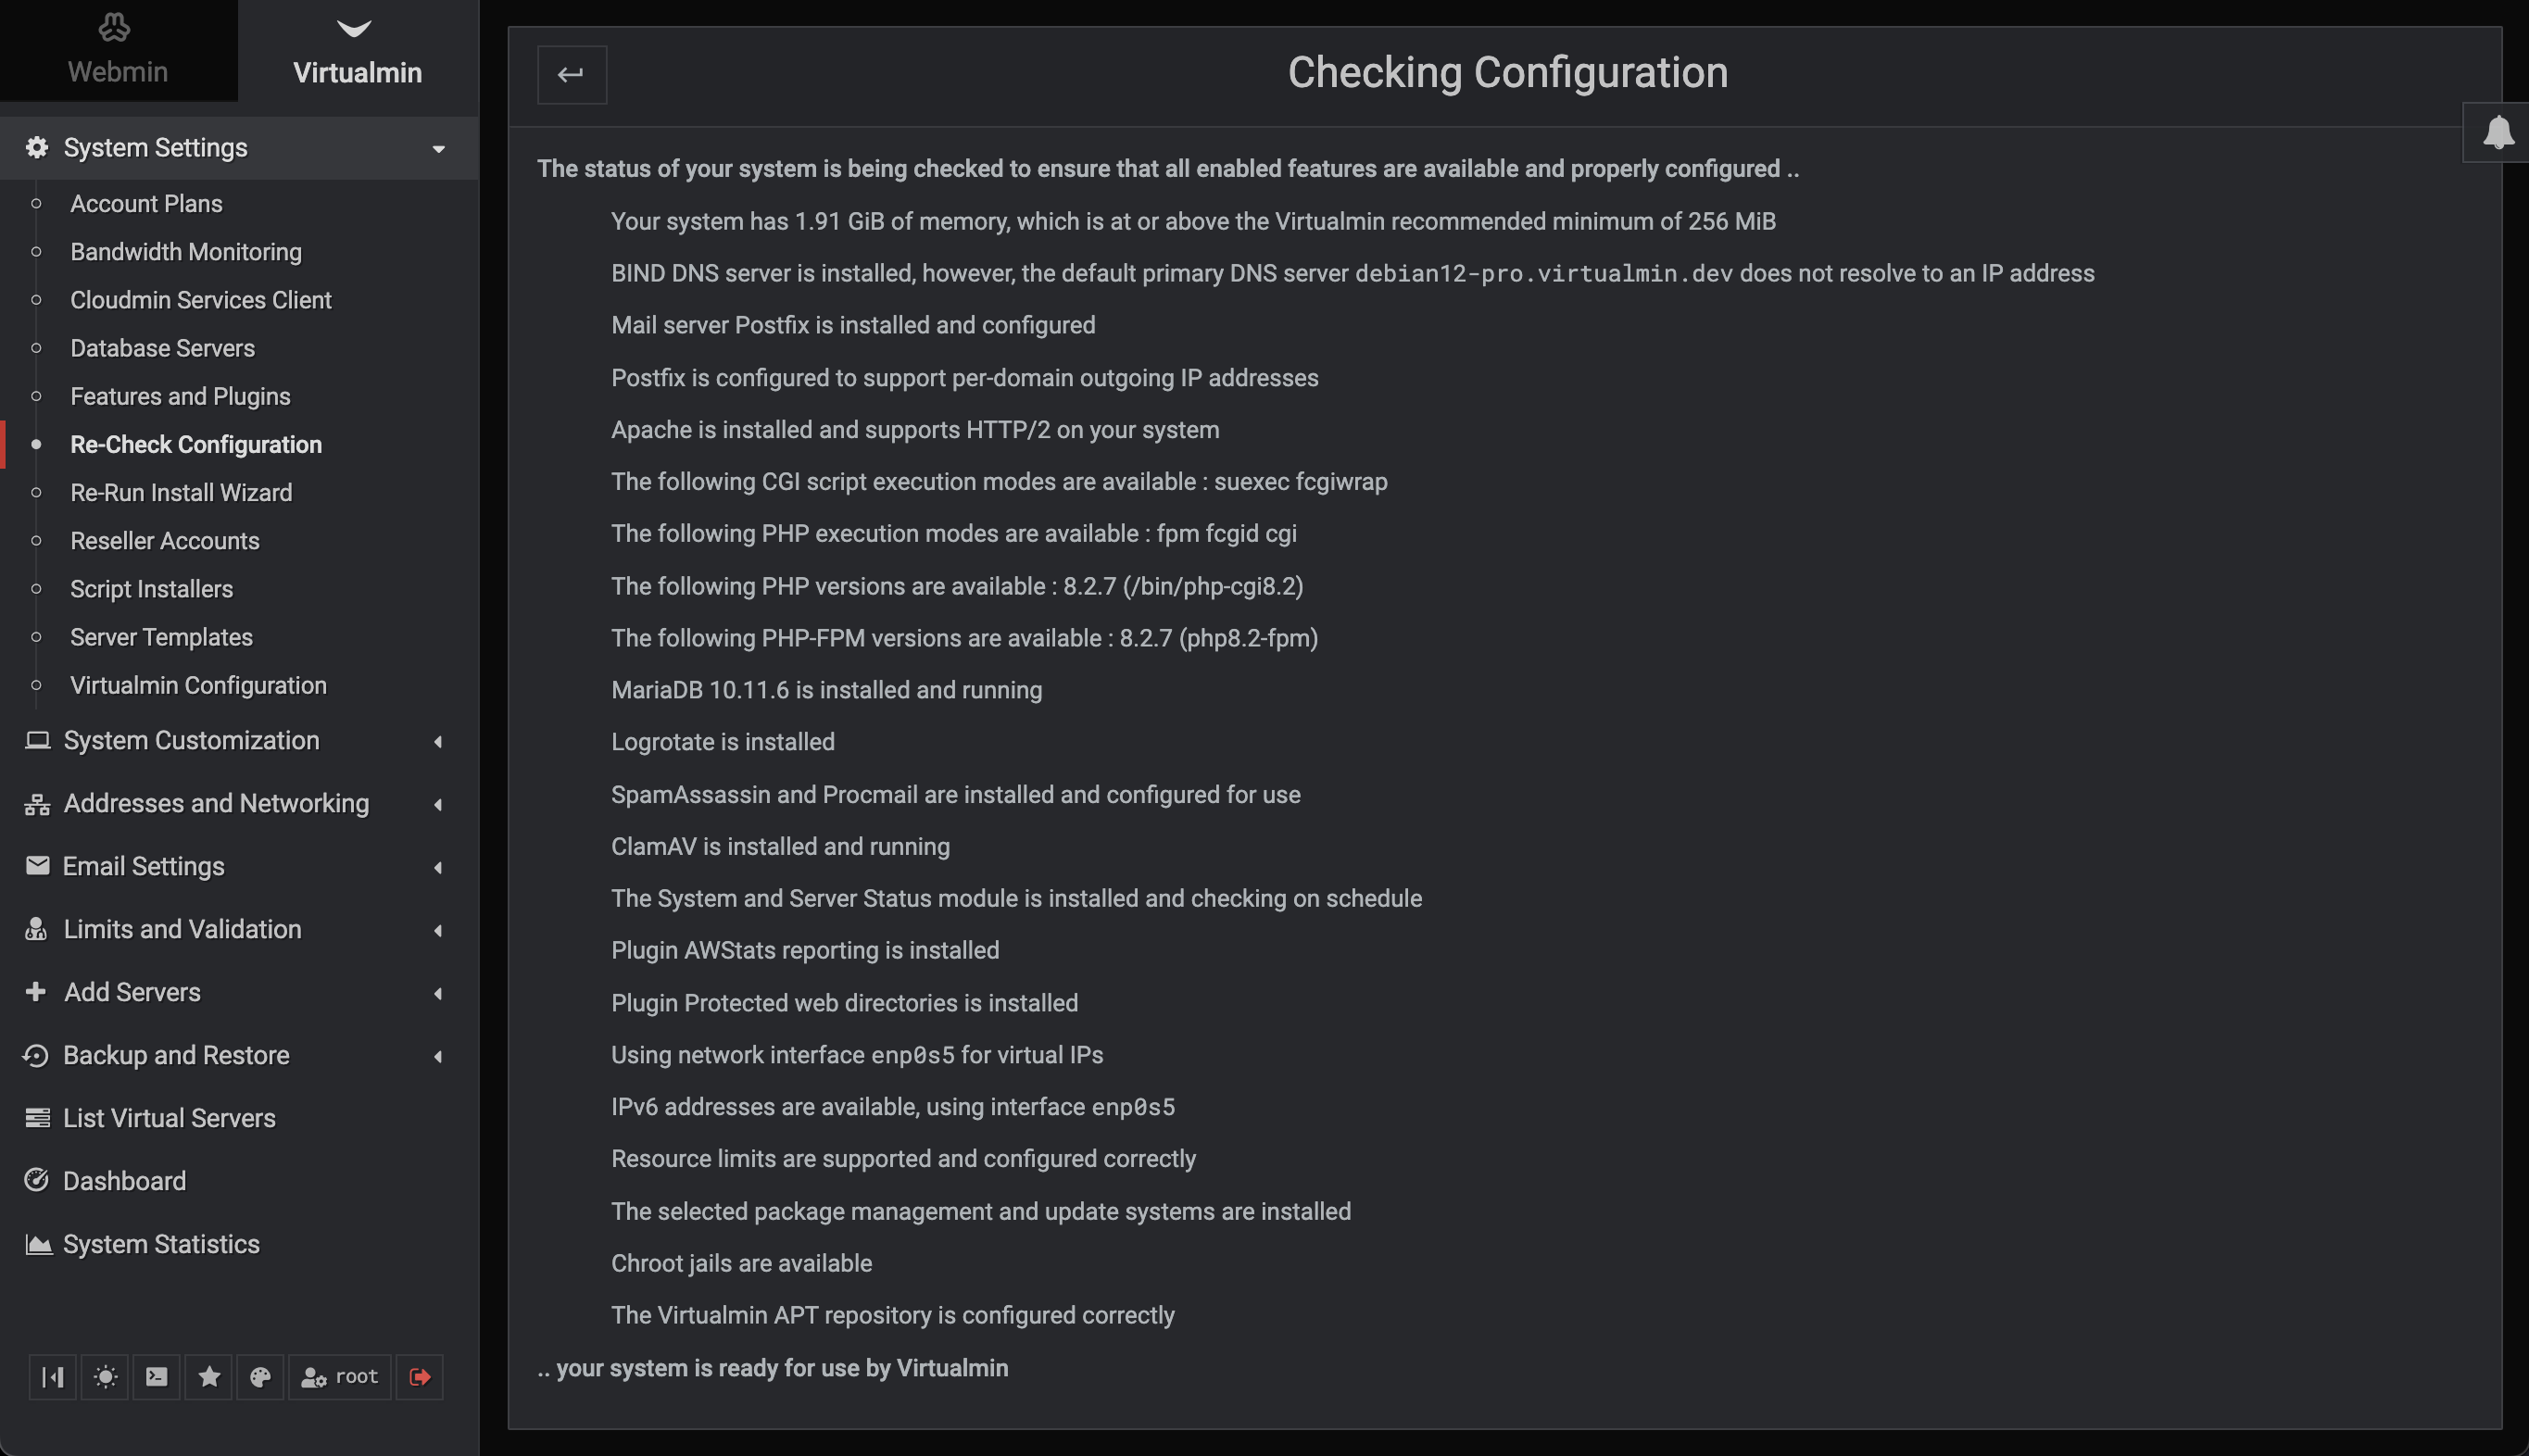 Webmin
Virtualmin
System Settings
Account Plans
Bandwidth Monitoring
Cloudmin Services Client
Database Servers
Features and Plugins
Re-Check Configuration
Re-Run Install Wizard
Reseller Accounts
Script Installers
Server Templates
Virtualmin Configuration
System Customization
Addresses and Networking
Email Settings
Limits and Validation
Add Servers
Backup and Restore
List Virtual Servers
Dashboard
System Statistics
root
Checking Configuration
The status of your system is being checked to ensure that all enabled features are available and properly configured ..
Your system has 1.91 GiB of memory, which is at or above the Virtualmin recommended minimum of 256 MiB
BIND DNS server is installed, however, the default primary DNS server debian12-pro.virtualmin.dev does not resolve to an IP address
Mail server Postfix is installed and configured
Postfix is configured to support per-domain outgoing IP addresses
Apache is installed and supports HTTP/2 on your system
The following CGI script execution modes are available : suexec fcgiwrap
The following PHP execution modes are available : fpm fcgid cgi
The following PHP versions are available : 8.2.7 (/bin/php-cgi8.2)
The following PHP-FPM versions are available : 8.2.7 (php8.2-fpm)
MariaDB 10.11.6 is installed and running
Logrotate is installed
SpamAssassin and Procmail are installed and configured for use
ClamAV is installed and running
The System and Server Status module is installed and checking on schedule
Plugin AWStats reporting is installed
Plugin Protected web directories is installed
Using network interface enp0s5 for virtual IPs
IPv6 addresses are available, using interface enp0s5
Resource limits are supported and configured correctly
The selected package management and update systems are installed
Chroot jails are available
The Virtualmin APT repository is configured correctly
.. your system is ready for use by Virtualmin